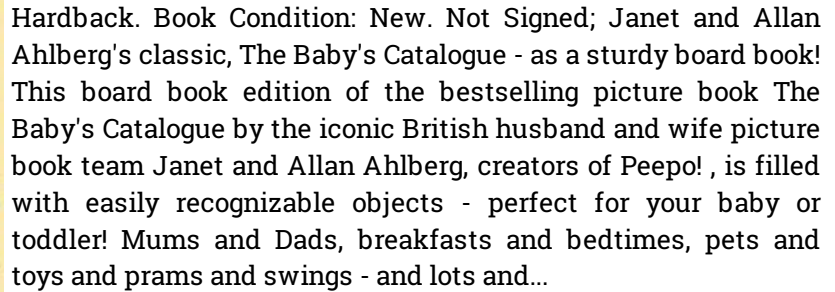 Hardback. Book Condition: New. Not Signed; Janet and Allan
Ahlberg's classic, The Baby's Catalogue - as a sturdy board book!
This board book edition of the bestselling picture book The
Baby's Catalogue by the iconic British husband and wife picture
book team Janet and Allan Ahlberg, creators of Peepo! , is filled
with easily recognizable objects - perfect for your baby or
toddler! Mums and Dads, breakfasts and bedtimes, pets and
toys and prams and swings - and lots and...